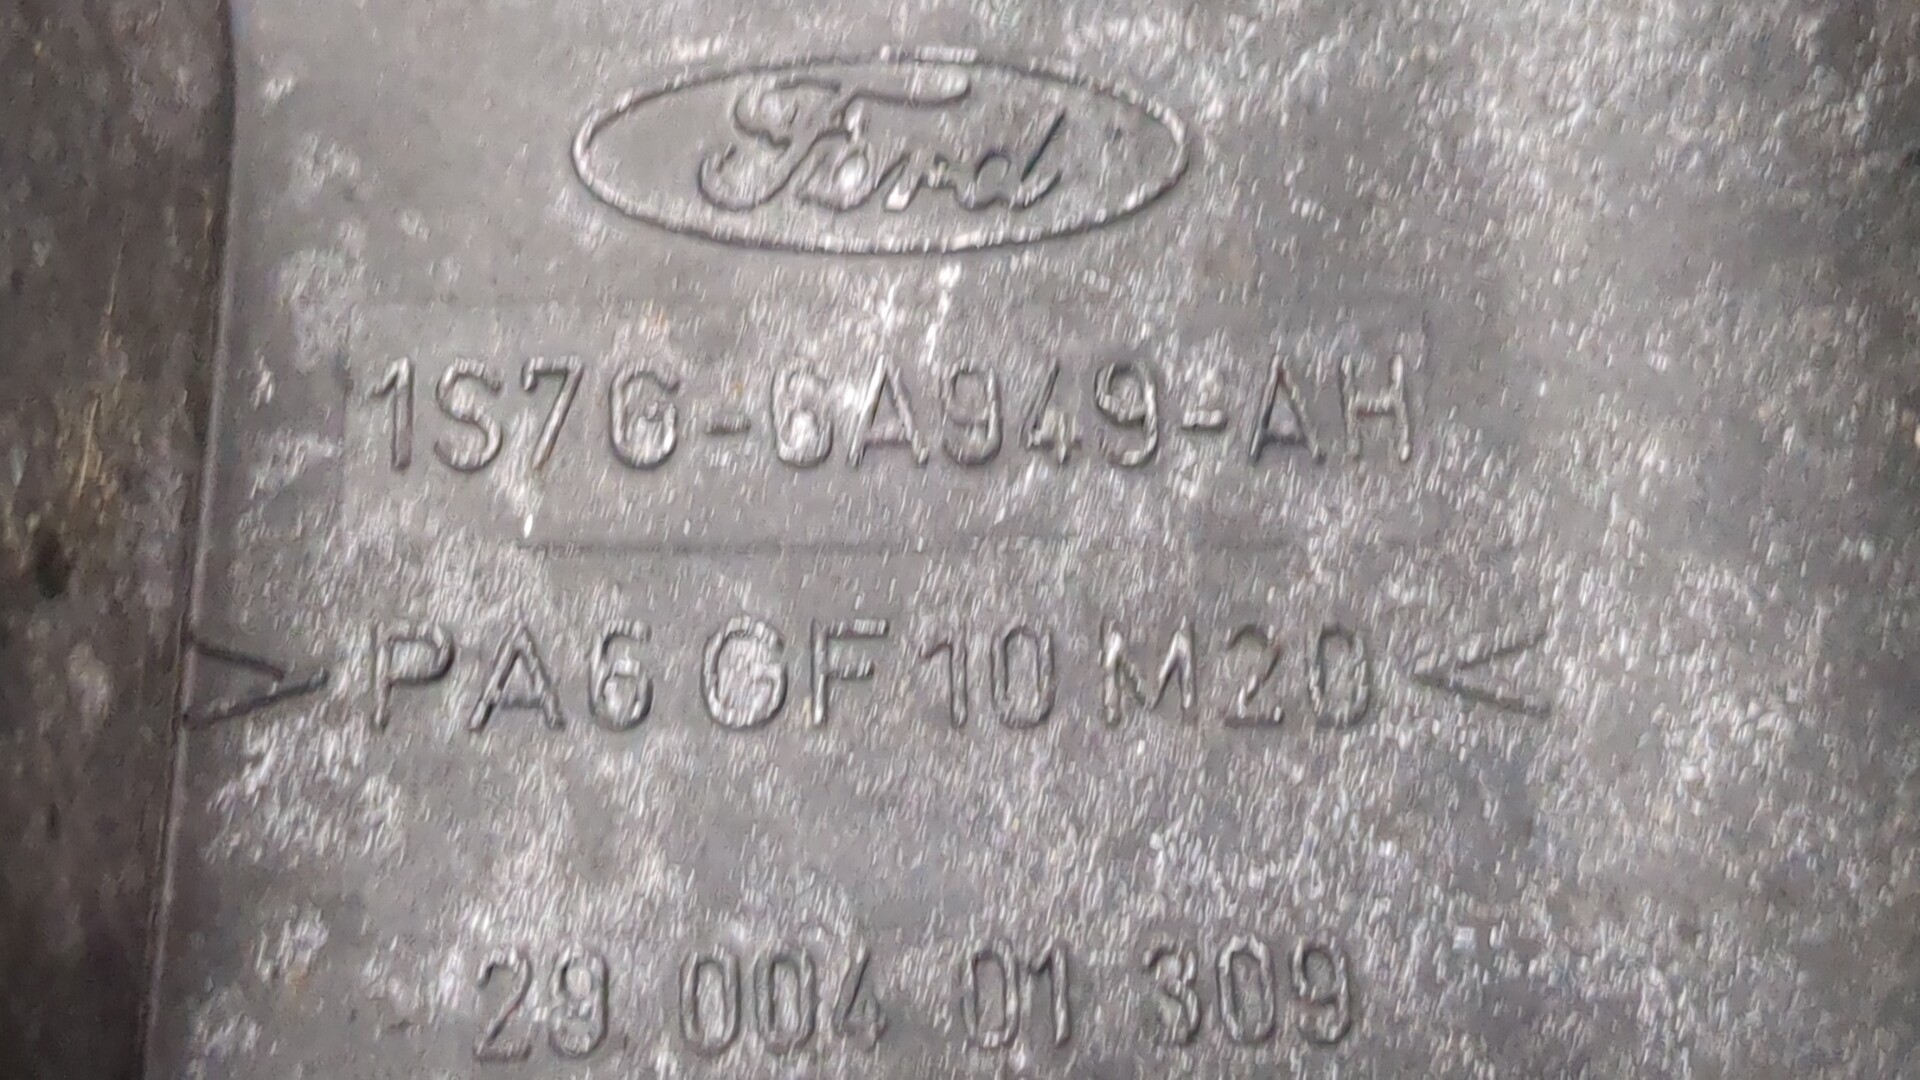 Ford
1S7G-6A949-AH
>PA6 GF10 M20<
29 004 01 309